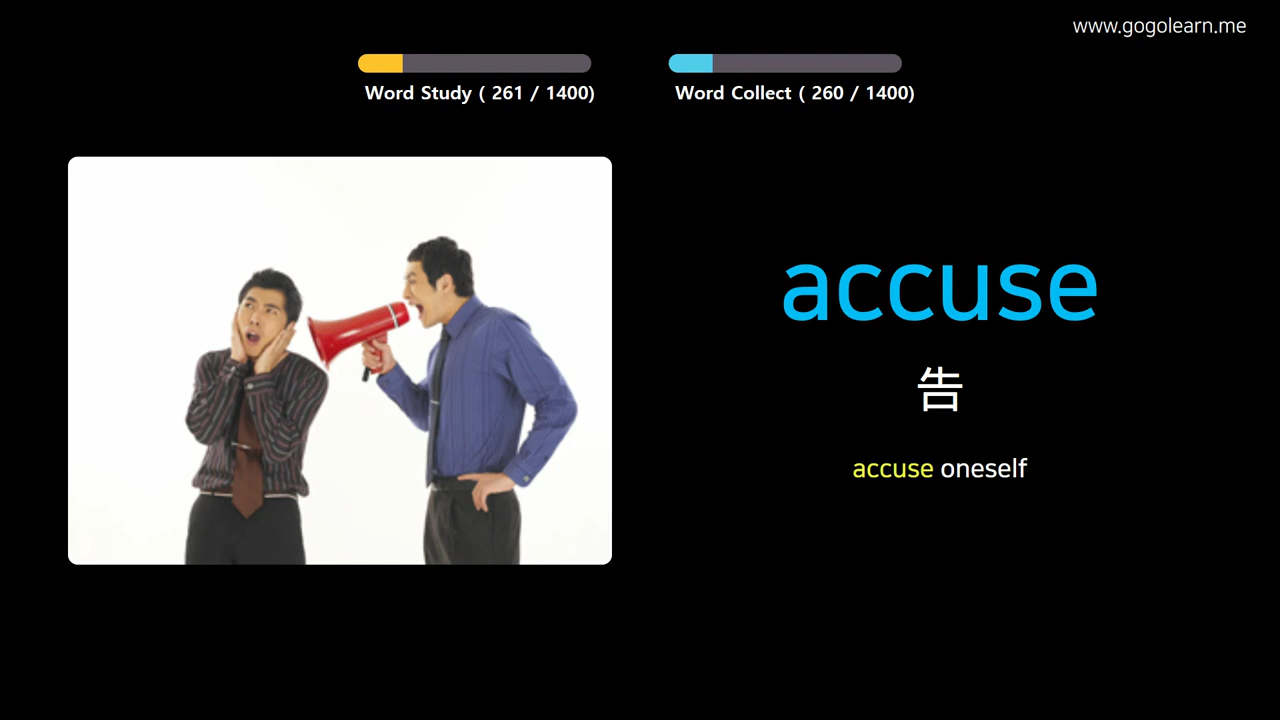 www.gogolearn.me
Word Study ( 261 / 1400)
Word Collect ( 260 / 1400)
accuse
告
accuse oneself